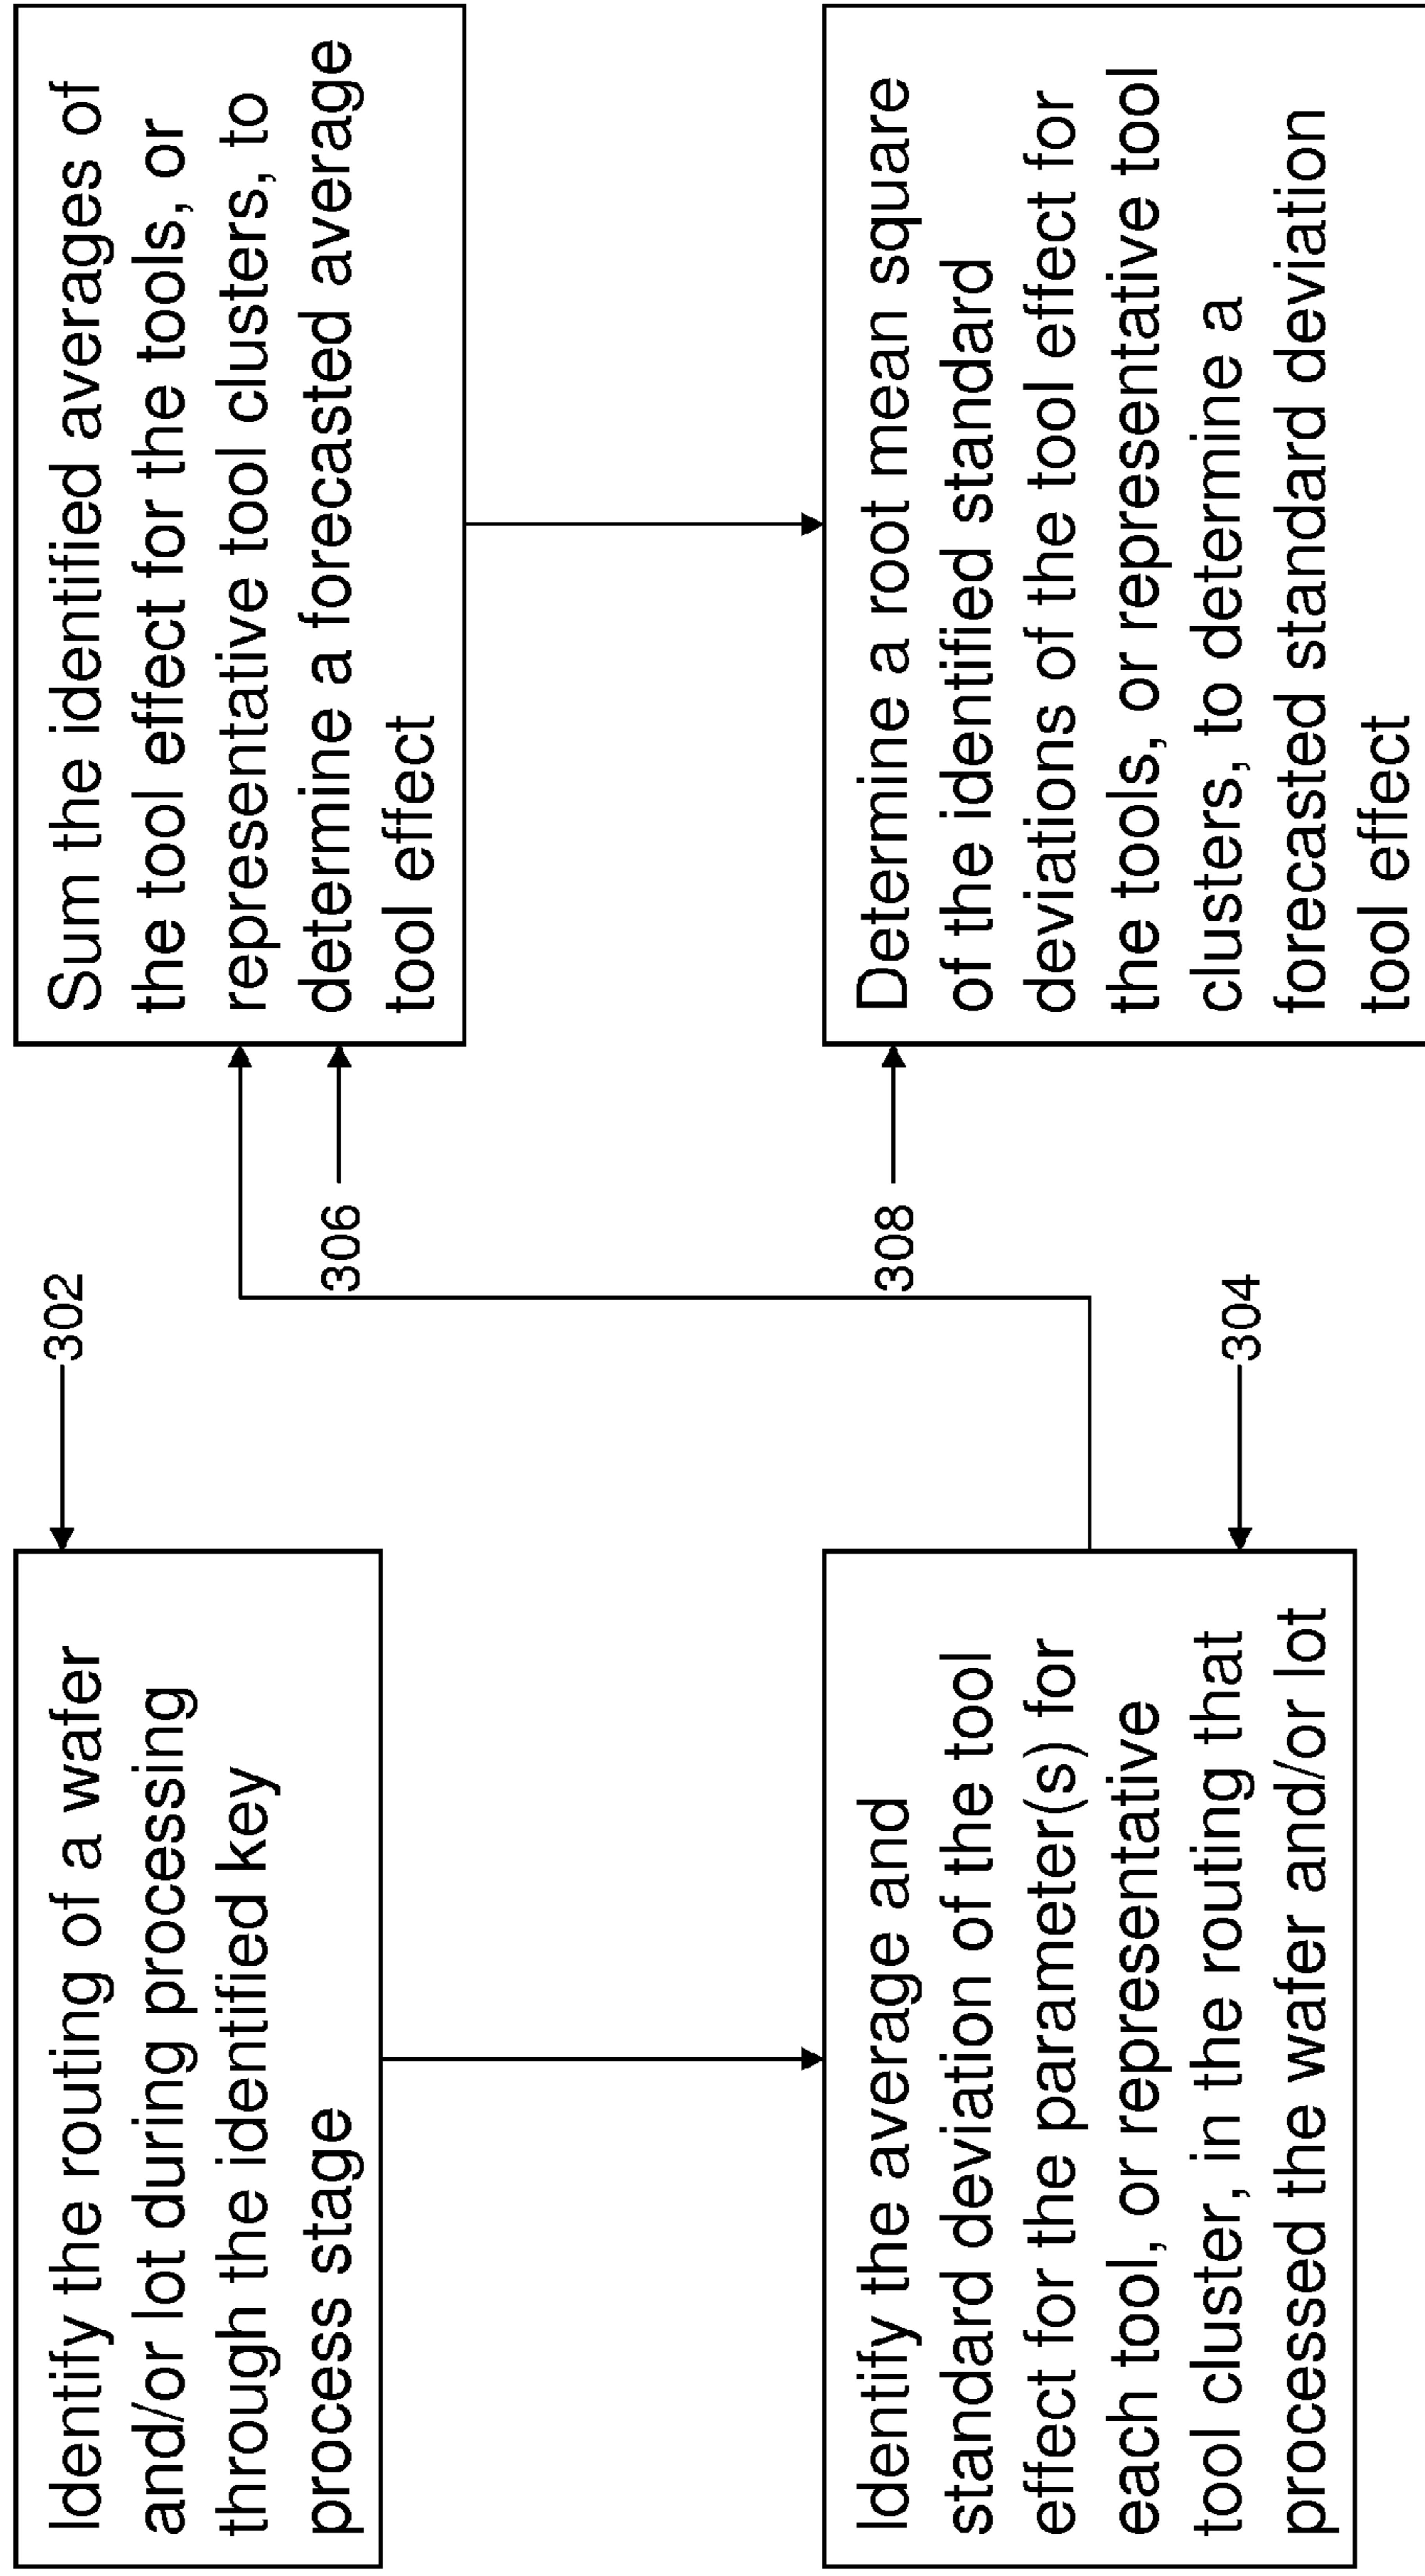 Identify the routing of a wafer
and/or lot during processing
through the identified key
process stage
302
Identify the average and
standard deviation of the tool
effect for the parameter(s) for
each tool, or representative
tool cluster, in the routing that
processed the wafer and/or lot
304
Sum the identified averages of
the tool effect for the tools, or
representative tool clusters, to
determine a forecasted average
tool effect
306
Determine a root mean square
of the identified standard
deviations of the tool effect for
the tools, or representative tool
clusters, to determine a
forecasted standard deviation
tool effect
308